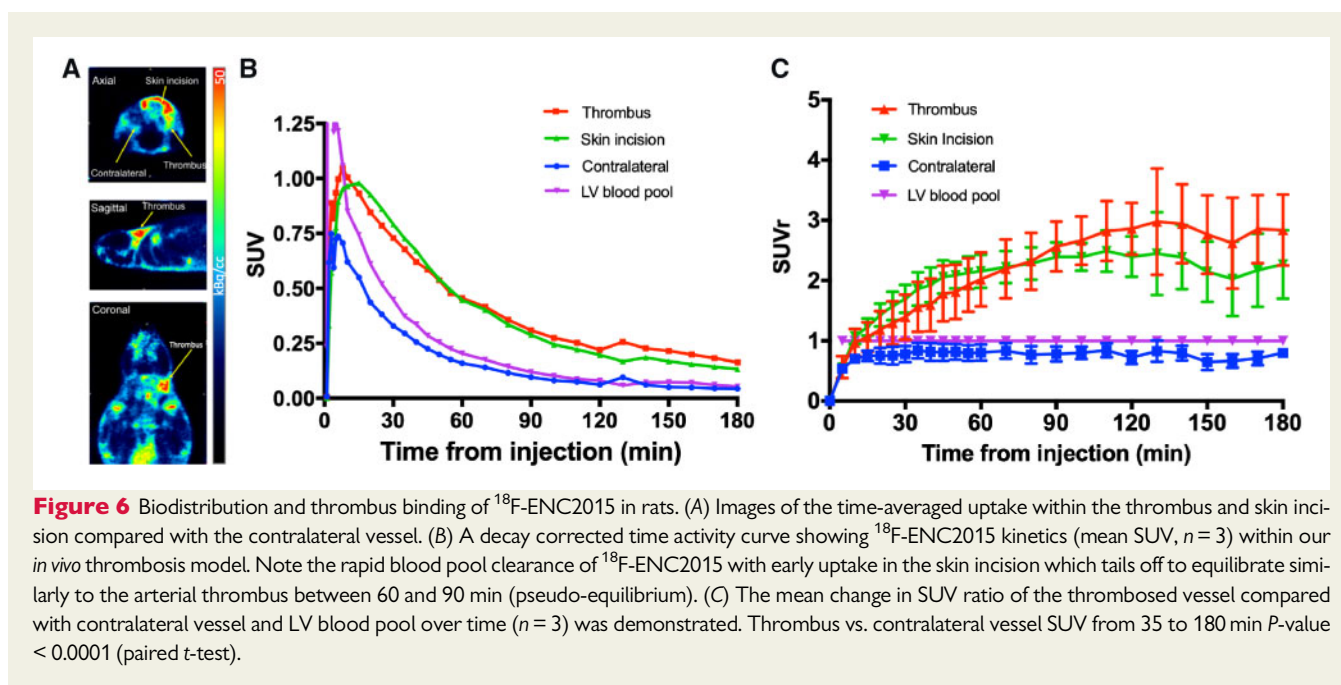 A
Axial
Skin incision
Contralateral
Thrombus
Sagittal
Thrombus
Coronal
Thrombus
50
kBq/cc
0
B
Thrombus
Skin incision
Contralateral
LV blood pool
SUV
1.25
1.00
0.75
0.50
0.25
0.00
0 30 60 90 120 150 180
Time from injection (min)
C
Thrombus
Skin Incision
Contralateral
LV blood pool
SUVr
5
4
3
2
1
0
0 30 60 90 120 150 180
Time from injection (min)
Figure 6 Biodistribution and thrombus binding of ¹⁸F-ENC2015 in rats. (A) Images of the time-averaged uptake within the thrombus and skin inci-
sion compared with the contralateral vessel. (B) A decay corrected time activity curve showing ¹⁸F-ENC2015 kinetics (mean SUV, n = 3) within our
in vivo thrombosis model. Note the rapid blood pool clearance of ¹⁸F-ENC2015 with early uptake in the skin incision which tails off to equilibrate simi-
larly to the arterial thrombus between 60 and 90 min (pseudo-equilibrium). (C) The mean change in SUV ratio of the thrombosed vessel compared
with contralateral vessel and LV blood pool over time (n = 3) was demonstrated. Thrombus vs. contralateral vessel SUV from 35 to 180 min P-value
< 0.0001 (paired t-test).